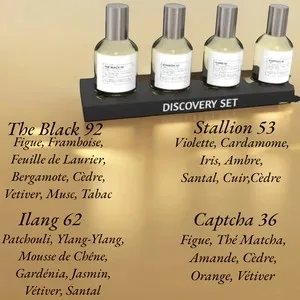 DISCOVERY SET
The Black 92
Figue, Framboise,
Feuille de Laurier,
Bergamote, Cèdre,
Vetiver, Musc, Tabac
Stallion 53
Violette, Cardamome,
Iris, Ambre,
Santal, Cuir,Cèdre
Ilang 62
Patchouli, Ylang-Ylang,
Mousse de Chéne,
Gardénia, Jasmin,
Vétiver, Santal
Captcha 36
Figue, Thé Matcha,
Amande, Cèdre,
Orange, Vétiver